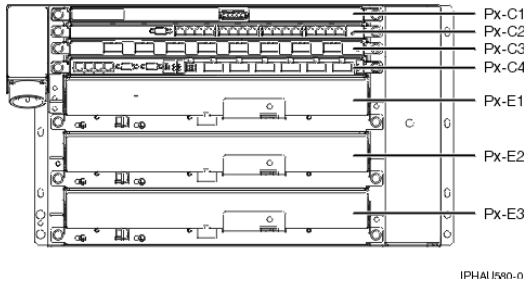 Px-C1
Px-C2
Px-C3
Px-C4
Px-E1
Px-E2
Px-E3
IPHAU580-0